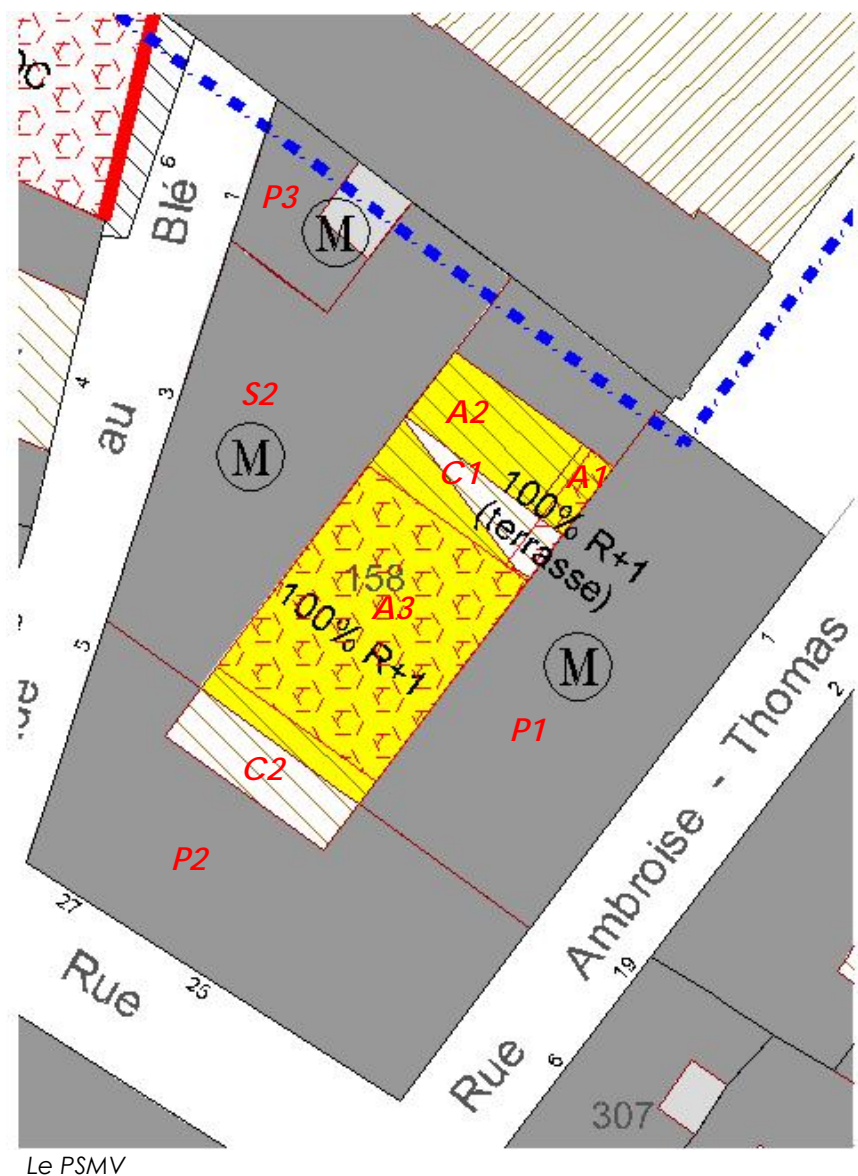 Blé
6
7
P3
M
4
3
au
S2
M
A2
C1
A1
100% R+1
(terrasse)
158
A3
100% R+1
5
M
P1
1
2
C2
P2
27
25
Rue
Rue Ambroise - Thomas
19
6
307
Le PSMV